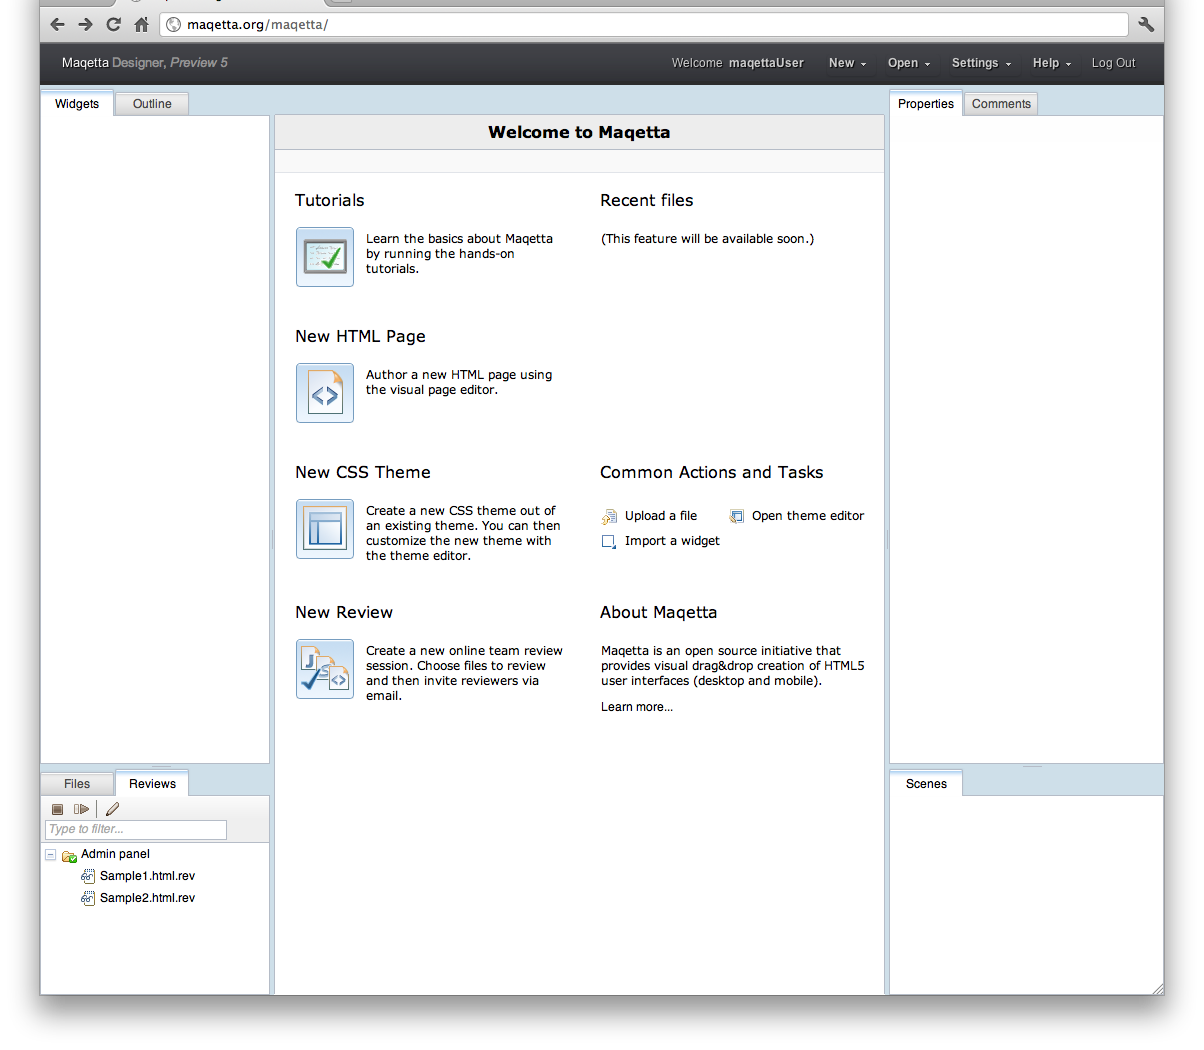 maqetta.org/maqetta/
Maqetta Designer, Preview 5
Welcome maqettaUser
New
Open
Settings
Help
Log Out
Widgets
Outline
Properties
Comments
Welcome to Maqetta
Tutorials
Learn the basics about Maqetta
by running the hands-on
tutorials.
Recent files
(This feature will be available soon.)
New HTML Page
Author a new HTML page using
the visual page editor.
New CSS Theme
Create a new CSS theme out of
an existing theme. You can then
customize the new theme with
the theme editor.
Common Actions and Tasks
Upload a file
Open theme editor
Import a widget
New Review
JS
Create a new online team review
session. Choose files to review
and then invite reviewers via
email.
About Maqetta
Maqetta is an open source initiative that
provides visual drag&drop creation of HTML5
user interfaces (desktop and mobile).
Learn more...
Files
Reviews
Type to filter...
Admin panel
Sample1.html.rev
Sample2.html.rev
Scenes